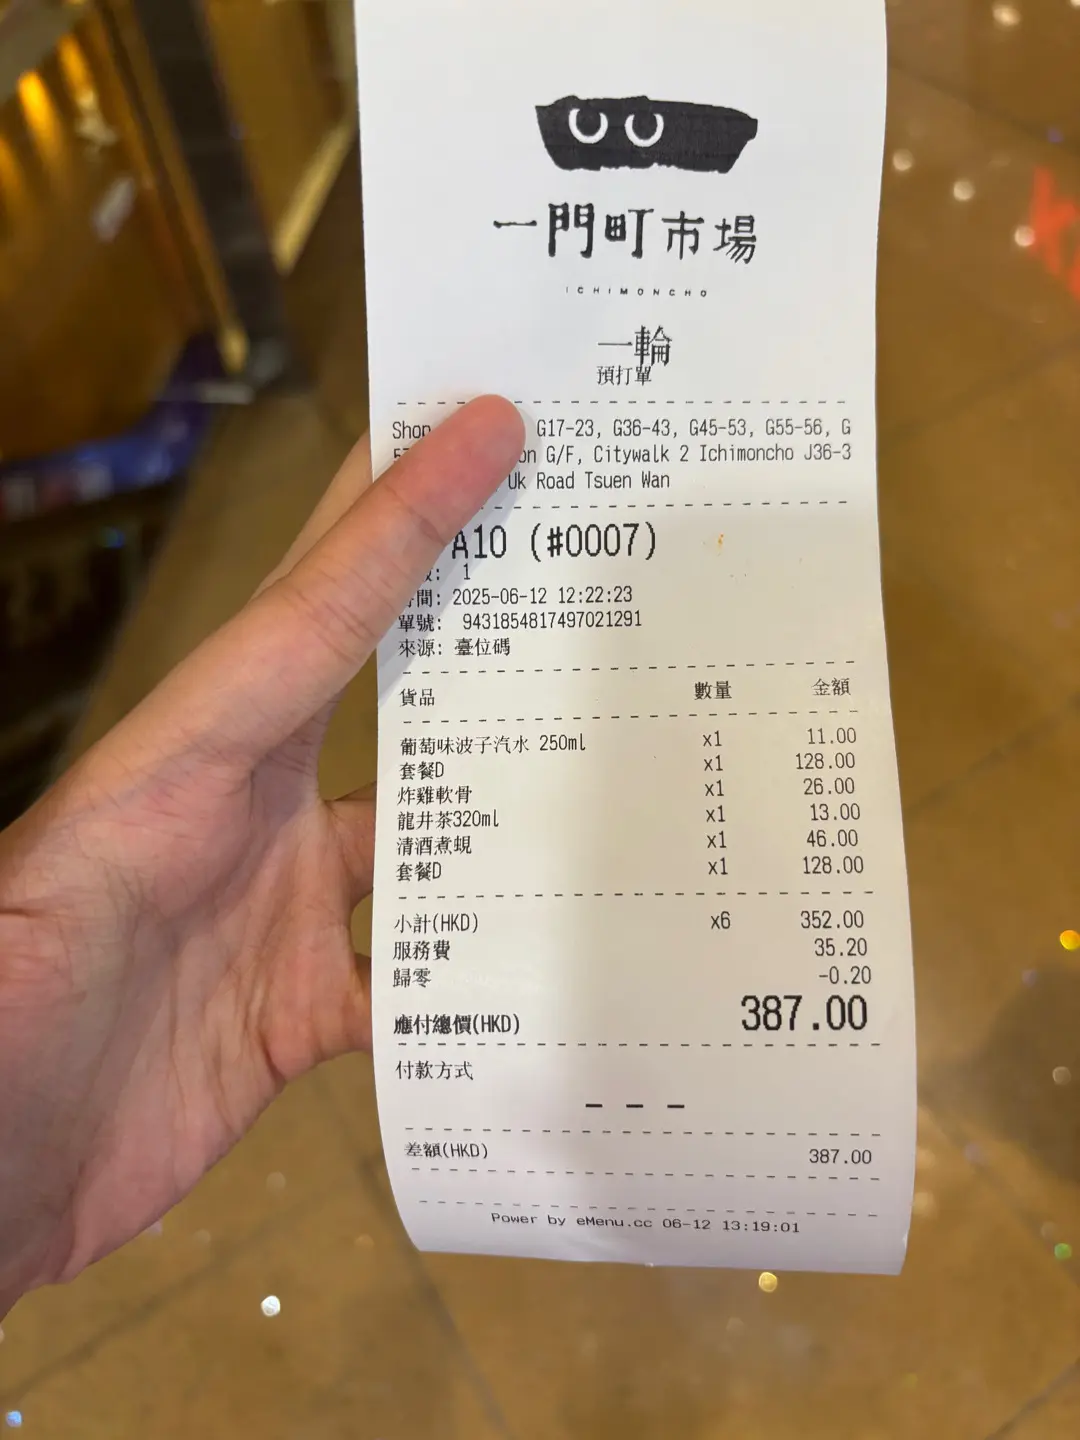 一門町市場
ICHIMONCHO
一輪
預打單
Shop G17-23, G36-43, G45-53, G55-56, G
G/F, Citywalk 2 Ichimoncho J36-3
Uk Road Tsuen Wan
A10 (#0007)
: 1
時間: 2025-06-12 12:22:23
單號: 9431854817497021291
來源: 臺位碼
貨品 數量 金額
葡萄味波子汽水 250ml x1 11.00
套餐D x1 128.00
炸雞軟骨 x1 26.00
龍井茶320ml x1 13.00
清酒煮蜆 x1 46.00
套餐D x1 128.00
小計(HKD) x6 352.00
服務費 35.20
歸零 -0.20
應付總價(HKD) 387.00
付款方式
- - -
差額(HKD) 387.00
Power by eMenu.cc 06-12 13:19:01